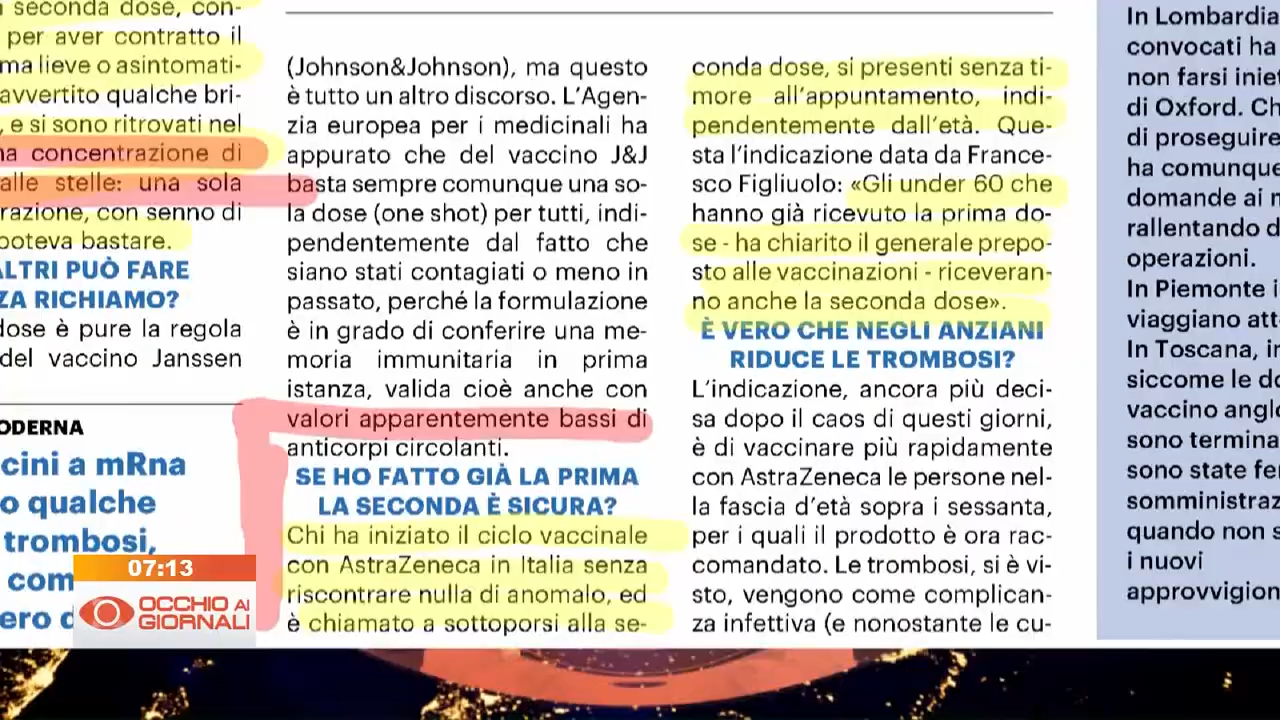 seconda dose, con-
per aver contratto il
ma lieve o asintomati-
avvertito qualche bri-
, e si sono ritrovati nel
concentrazione di
alle stelle: una sola
razione, con senno di
poteva bastare.
ALTRI PUÒ FARE
ZA RICHIAMO?
dose è pure la regola
del vaccino Janssen
ODERNA
cini a mRna
o qualche
trombosi,
com
ero d
(Johnson&Johnson), ma questo
è tutto un altro discorso. L'Agen-
zia europea per i medicinali ha
appurato che del vaccino J&J
basta sempre comunque una so-
la dose (one shot) per tutti, indi-
pendentemente dal fatto che
siano stati contagiati o meno in
passato, perché la formulazione
è in grado di conferire una me-
moria immunitaria in prima
istanza, valida cioè anche con
valori apparentemente bassi di
anticorpi circolanti.
SE HO FATTO GIÀ LA PRIMA
LA SECONDA È SICURA?
Chi ha iniziato il ciclo vaccinale
con AstraZeneca in Italia senza
riscontrare nulla di anomalo, ed
è chiamato a sottoporsi alla se-
conda dose, si presenti senza ti-
more all'appuntamento, indi-
pendentemente dall'età. Que-
sta l'indicazione data da France-
sco Figliuolo: «Gli under 60 che
hanno già ricevuto la prima do-
se - ha chiarito il generale prepo-
sto alle vaccinazioni - riceveran-
no anche la seconda dose».
È VERO CHE NEGLI ANZIANI
RIDUCE LE TROMBOSI?
L'indicazione, ancora più deci-
sa dopo il caos di questi giorni,
è di vaccinare più rapidamente
con AstraZeneca le persone nel-
la fascia d'età sopra i sessanta,
per i quali il prodotto è ora rac-
comandato. Le trombosi, si è vi-
sto, vengono come complican-
za infettiva (e nonostante le cu-
In Lombardia
convocati ha
non farsi iniet
di Oxford. Ch
di proseguire
ha comunque
domande ai m
rallentando d
operazioni.
In Piemonte i
viaggiano att
In Toscana, in
siccome le do
vaccino anglo
sono termina
sono state fer
somministraz
quando non s
i nuovi
approvvigion
07:13
OCCHIO AI
GIORNALI